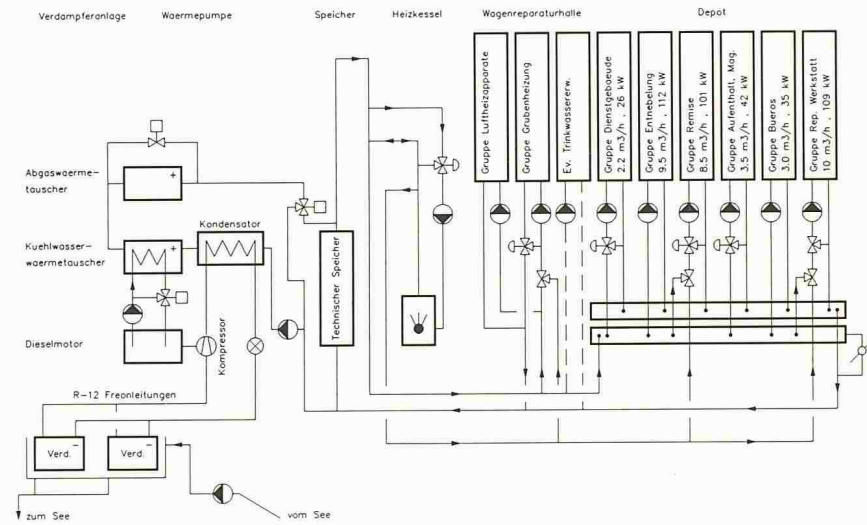 Verdampferanlage
Waermepumpe
Speicher
Heizkessel
Wagenreparaturhalle
Depot
Gruppe Luftheizapparate
Gruppe Grubenheizung
Ev. Trinkwassererw.
Gruppe Dienstgebaeude
2.2 m3/h . 26 kW
Gruppe Entnebelung
9.5 m3/h . 112 kW
Gruppe Remise
8.5 m3/h . 101 kW
Gruppe Aufenthalt, Mag.
3.5 m3/h . 42 kW
Gruppe Bueros
3.0 m3/h . 35 kW
Gruppe Rep. Werkstatt
10 m3/h . 109 kW
Abgaswaerme-
tauscher
+
Kuehlwasser-
waermetauscher
+
Kondensator
Technischer Speicher
Dieselmotor
Kompressor
R-12 Freonleitungen
Verd. -
Verd. -
zum See
vom See